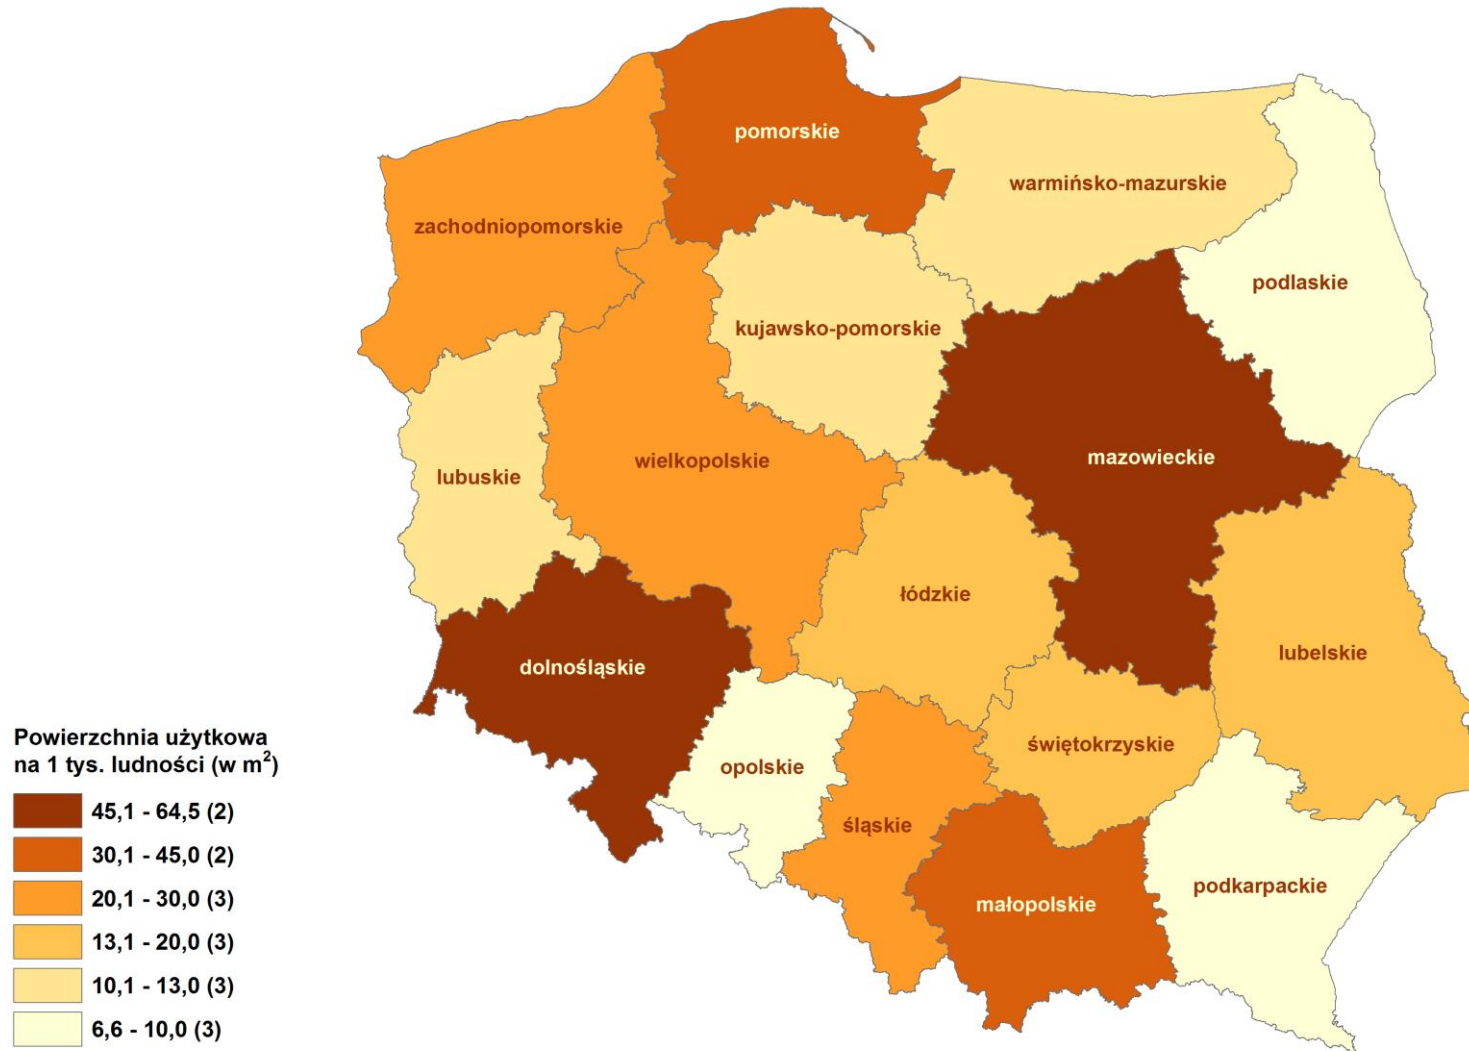 pomorskie
warmińsko-mazurskie
zachodniopomorskie
podlaskie
kujawsko-pomorskie
mazowieckie
wielkopolskie
lubuskie
łódzkie
lubelskie
dolnośląskie
świętokrzyskie
opolskie
śląskie
podkarpackie
małopolskie
Powierzchnia użytkowa
na 1 tys. ludności (w m²)
45,1 - 64,5 (2)
30,1 - 45,0 (2)
20,1 - 30,0 (3)
13,1 - 20,0 (3)
10,1 - 13,0 (3)
6,6 - 10,0 (3)